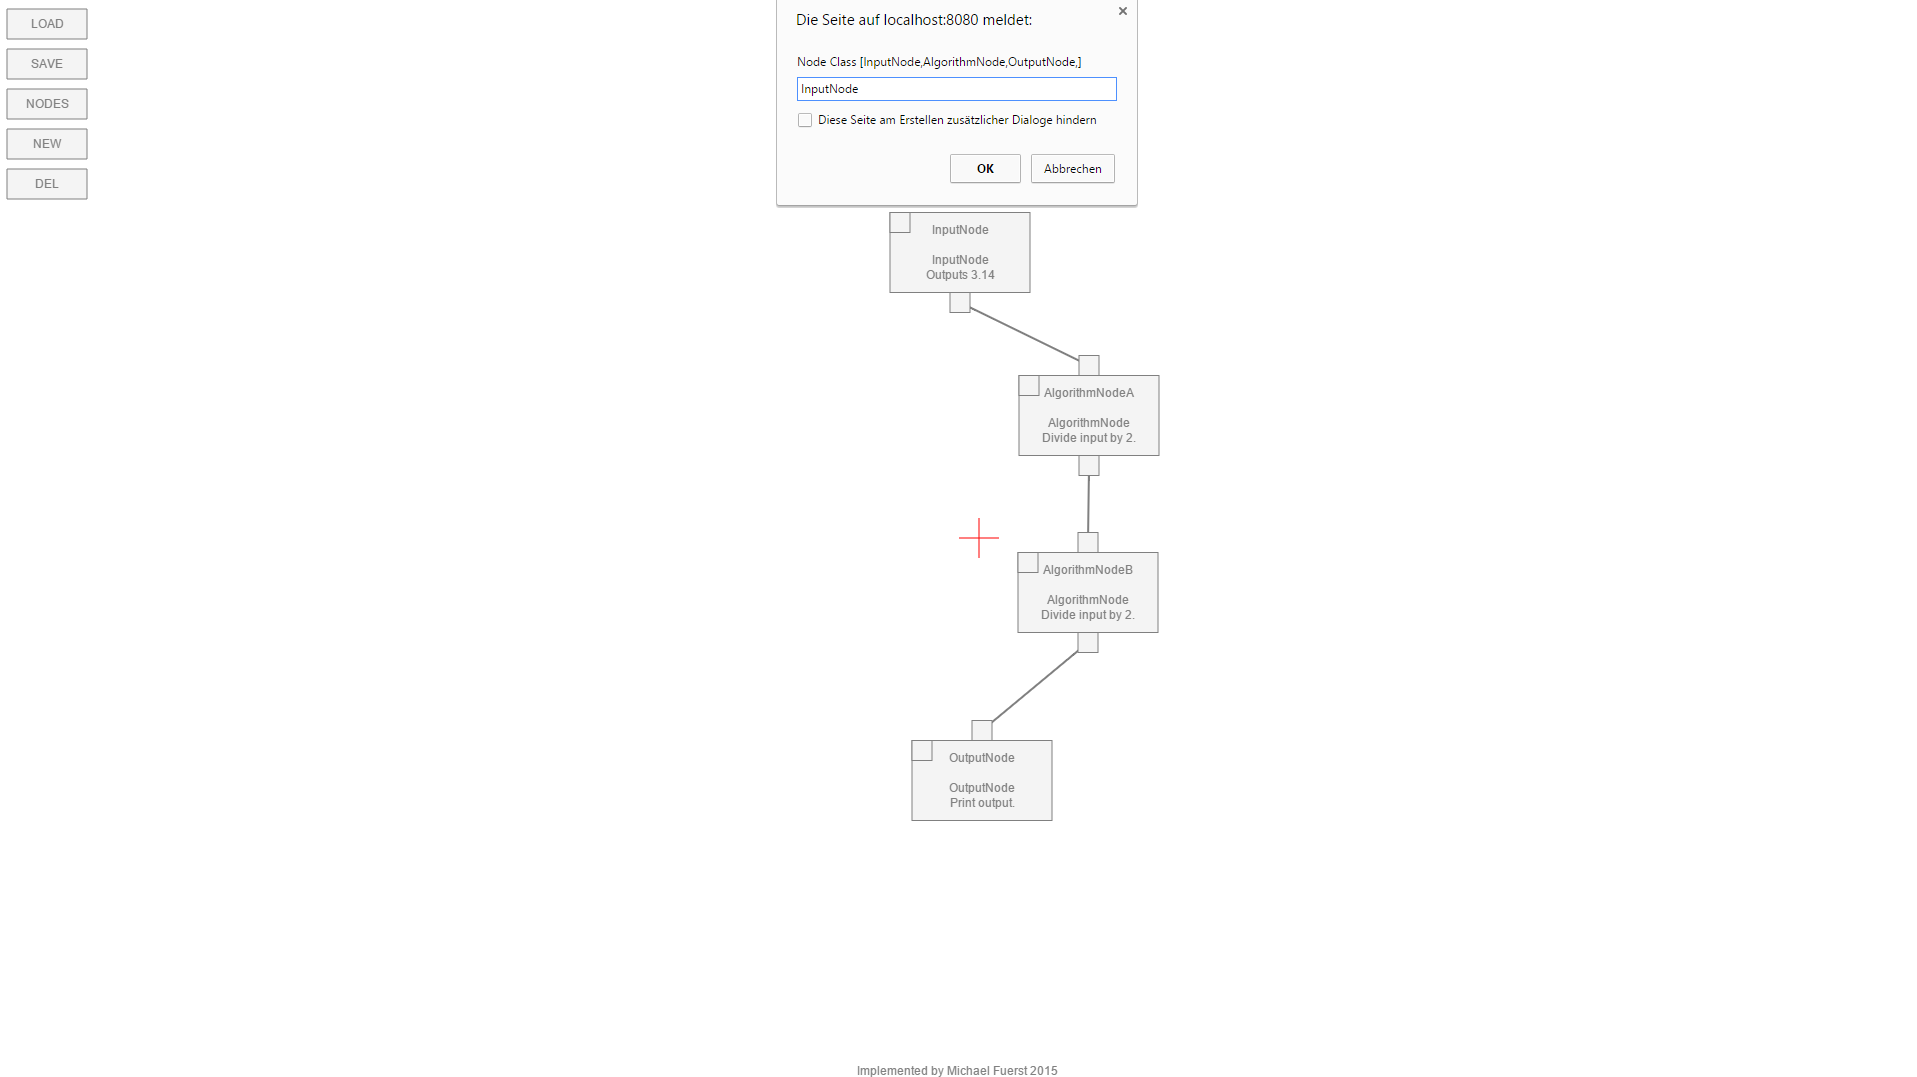 LOAD
SAVE
NODES
NEW
DEL
Die Seite auf localhost:8080 meldet:
Node Class [InputNode,AlgorithmNode,OutputNode,]
InputNode
Diese Seite am Erstellen zusätzlicher Dialoge hindern
OK
Abbrechen
InputNode
InputNode
Outputs 3.14
AlgorithmNodeA
AlgorithmNode
Divide input by 2.
AlgorithmNodeB
AlgorithmNode
Divide input by 2.
OutputNode
OutputNode
Print output.
Implemented by Michael Fuerst 2015